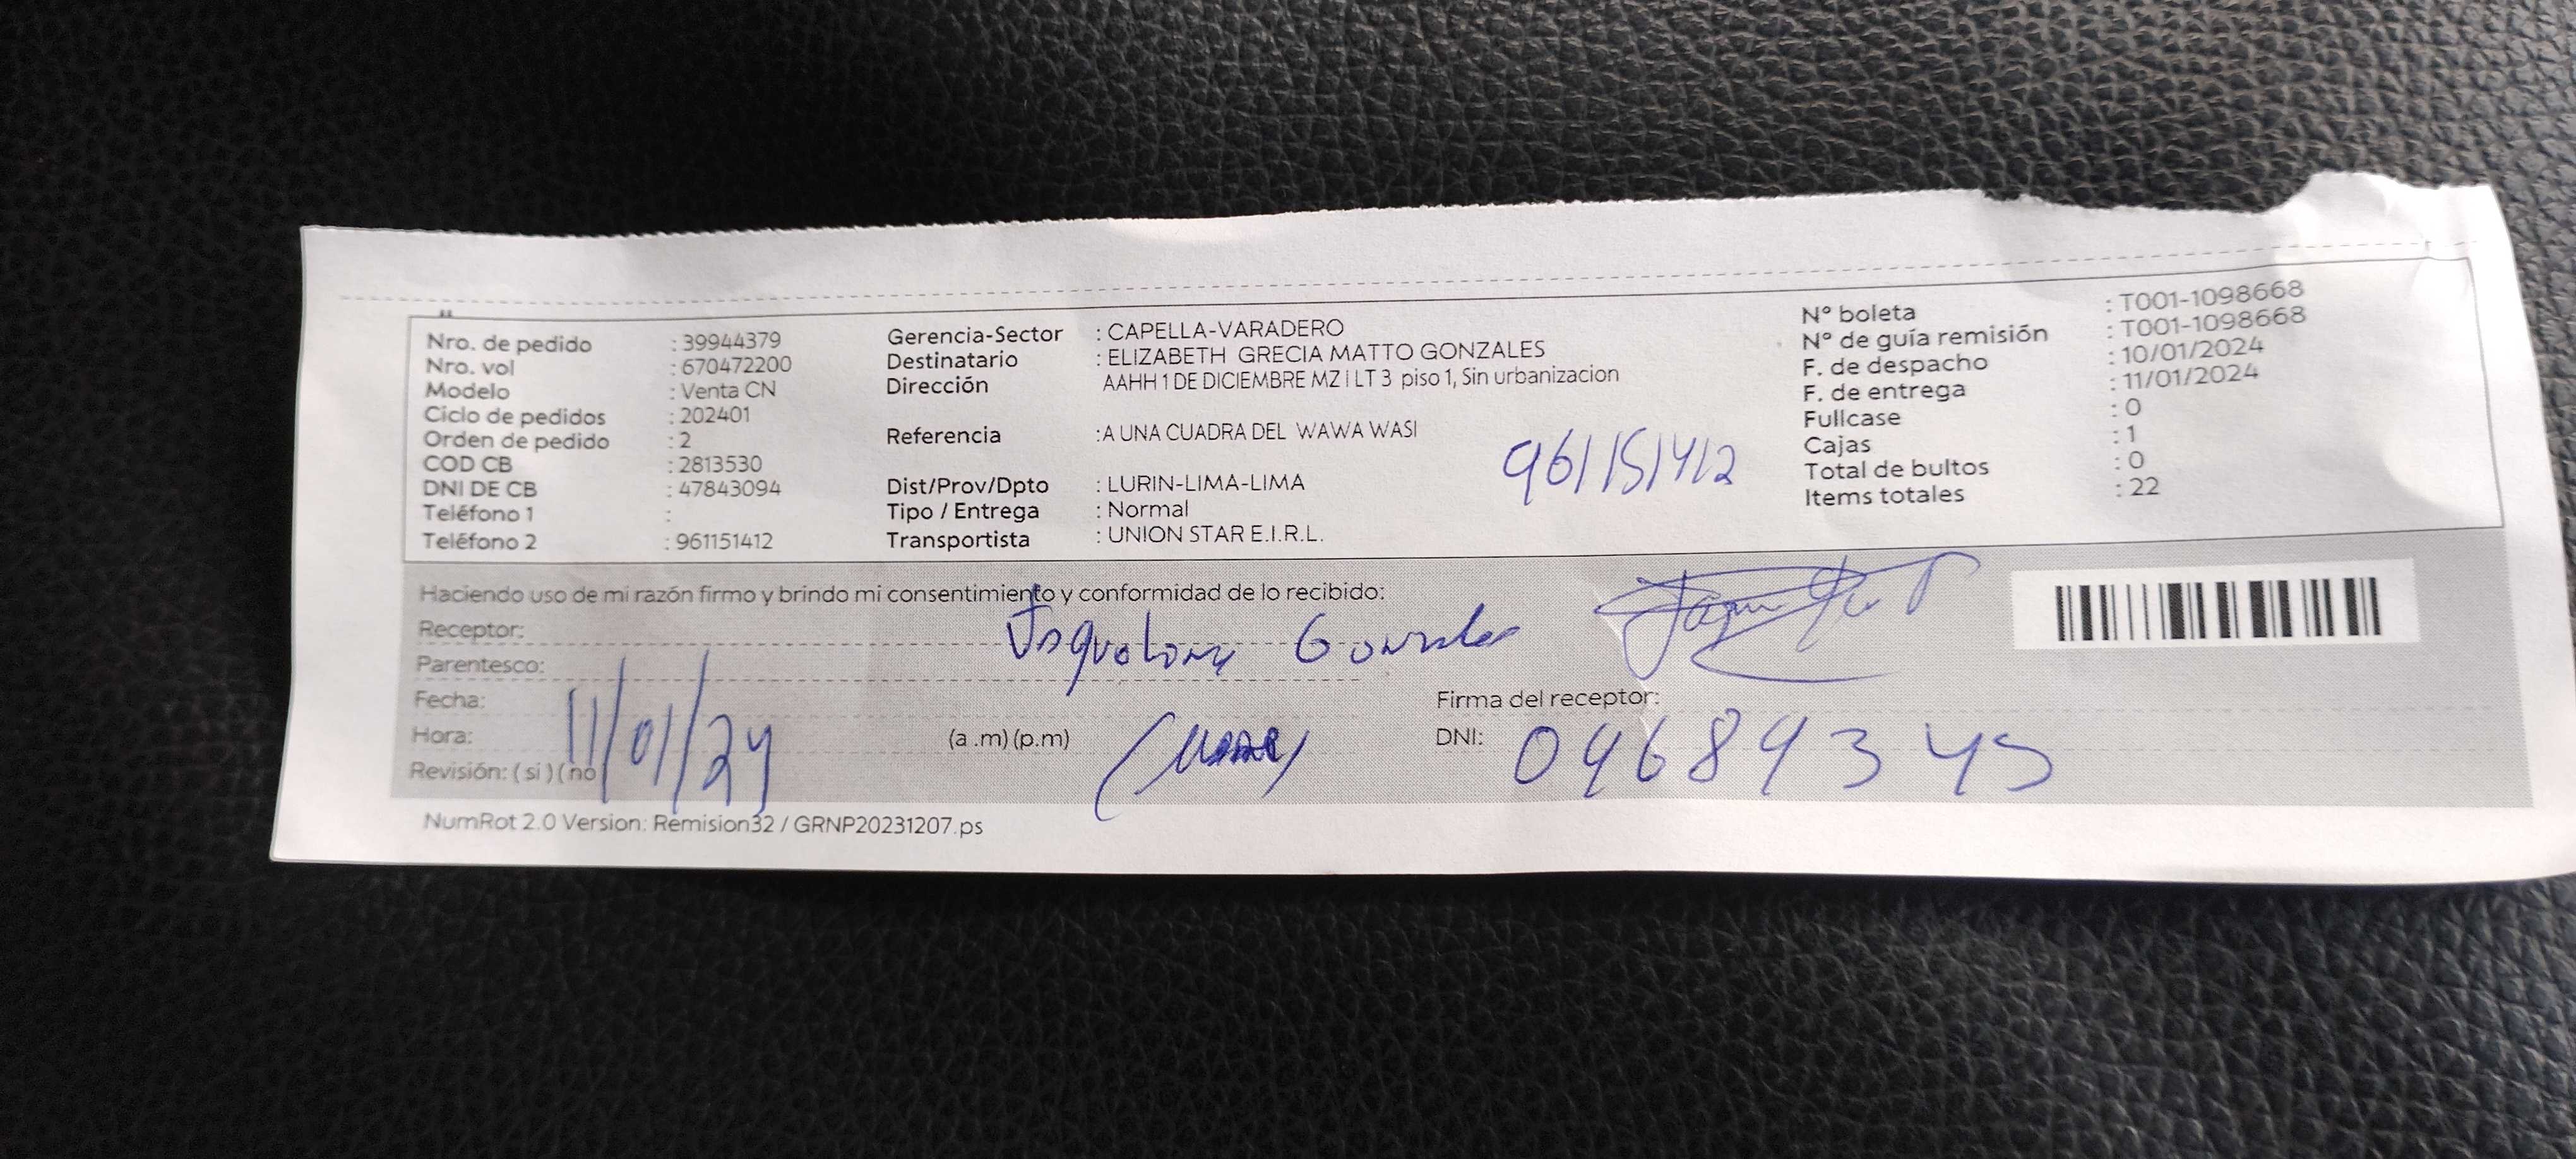 Nro. de pedido : 39944379
Nro. vol : 670472200
Modelo : Venta CN
Ciclo de pedidos : 202401
Orden de pedido : 2
COD CB : 2813530
DNI DE CB : 47843094
Teléfono 1 :
Teléfono 2 : 961151412
Gerencia-Sector : CAPELLA-VARADERO
Destinatario : ELIZABETH GRECIA MATTO GONZALES
Dirección AAHH 1 DE DICIEMBRE MZ I LT 3 piso 1, Sin urbanizacion
Referencia : A UNA CUADRA DEL WAWA WASI
Dist/Prov/Dpto : LURIN-LIMA-LIMA
Tipo / Entrega : Normal
Transportista : UNION STAR E.I.R.L.
961151412
N° boleta : T001-1098668
N° de guía remisión : T001-1098668
F. de despacho : 10/01/2024
F. de entrega : 11/01/2024
Fullcase : 0
Cajas : 1
Total de bultos : 0
Items totales : 22
Haciendo uso de mi razón firmo y brindo mi consentimiento y conformidad de lo recibido:
Receptor:
Parentesco:
Fecha: 11/01/24
Hora: (a .m) (p.m)
Revisión: ( si ) ( no
Firma del receptor:
DNI:
NumRot 2.0 Version: Remision32 / GRNP20231207.ps